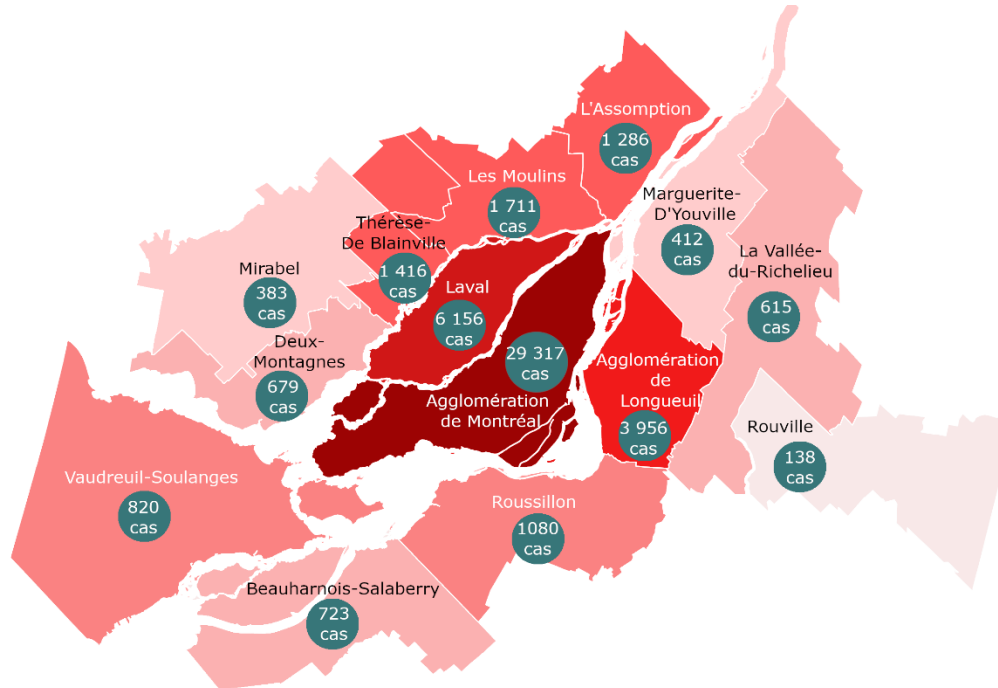 L'Assomption
1 286
cas
Les Moulins
1 711
cas
Marguerite-
D'Youville
412
cas
Thérèse-
De Blainville
1 416
cas
La Vallée-
du-Richelieu
615
cas
Mirabel
383
cas
Laval
6 156
cas
Deux-
Montagnes
679
cas
29 317
cas
Agglomération
de Montréal
Agglomération
de
Longueuil
3 956
cas
Rouville
138
cas
Vaudreuil-Soulanges
820
cas
Roussillon
1080
cas
Beauharnois-Salaberry
723
cas